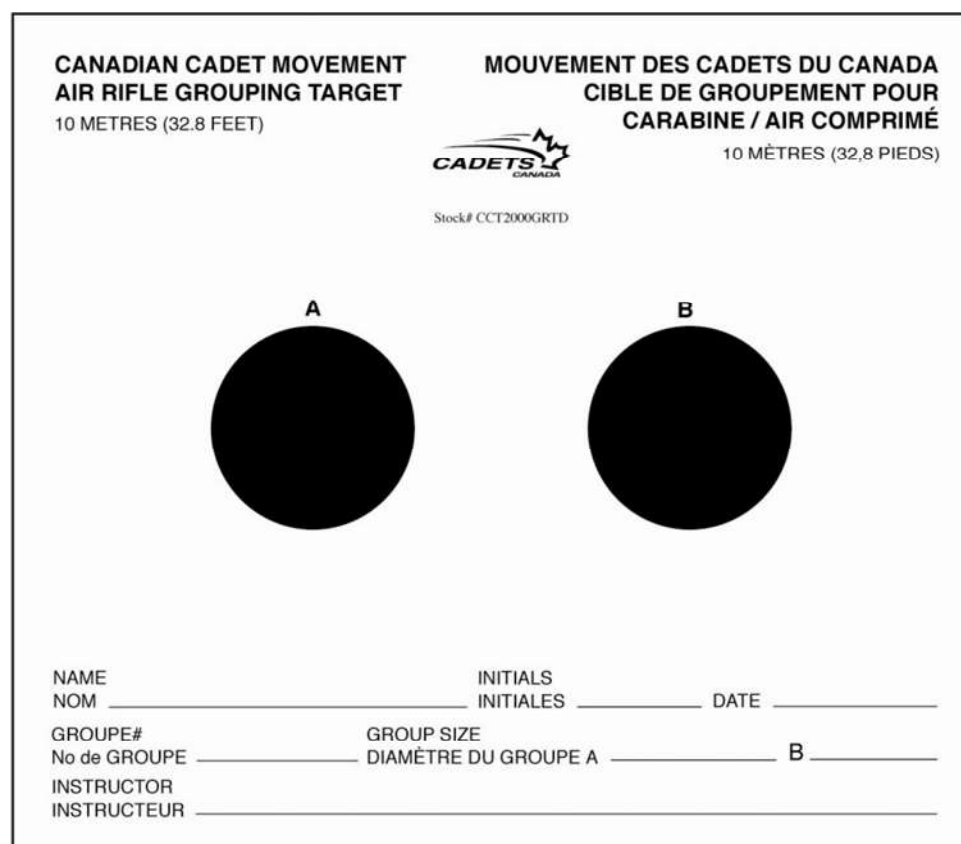 CANADIAN CADET MOVEMENT
AIR RIFLE GROUPING TARGET
10 METRES (32.8 FEET)
MOUVEMENT DES CADETS DU CANADA
CIBLE DE GROUPEMENT POUR
CARABINE / AIR COMPRIMÉ
10 MÈTRES (32,8 PIEDS)
CADETS
CANADA
Stock# CCT2000GRTD
A
B
NAME
NOM
INITIALS
INITIALES
DATE
GROUPE#
No de GROUPE
GROUP SIZE
DIAMÈTRE DU GROUPE A
B
INSTRUCTOR
INSTRUCTEUR